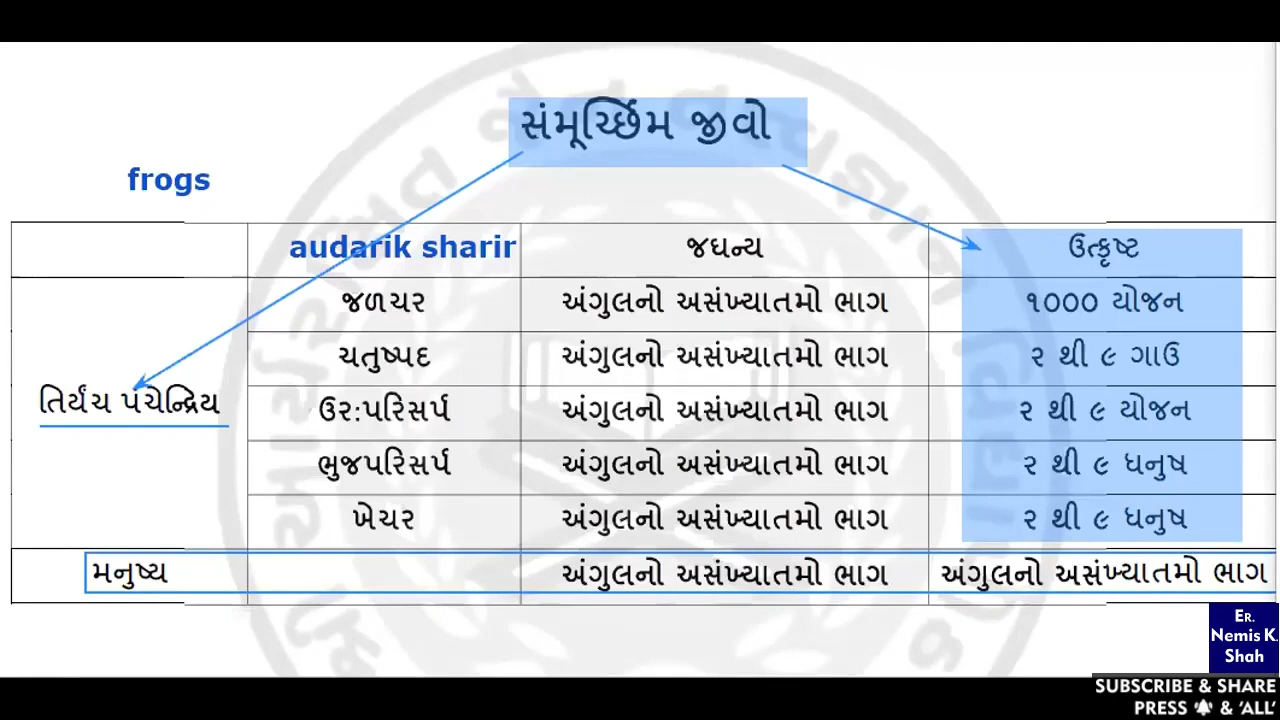 સંમૂર્ચ્છિમ જીવો
frogs
audarik sharir જઘન્ય ઉત્કૃષ્ટ
જળચર અંગુલનો અસંખ્યાતમો ભાગ ૧૦૦૦ યોજન
ચતુષ્પદ અંગુલનો અસંખ્યાતમો ભાગ ૨ થી ૯ ગાઉ
તિર્યંચ પંચેન્દ્રિય
ઉર:પરિસર્પ અંગુલનો અસંખ્યાતમો ભાગ ૨ થી ૯ યોજન
ભુજપરિસર્પ અંગુલનો અસંખ્યાતમો ભાગ ૨ થી ૯ ધનુષ
ખેચર અંગુલનો અસંખ્યાતમો ભાગ ૨ થી ૯ ધનુષ
મનુષ્ય અંગુલનો અસંખ્યાતમો ભાગ અંગુલનો અસંખ્યાતમો ભાગ
ER.
Nemis K.
Shah
SUBSCRIBE & SHARE
PRESS & ‘ALL’